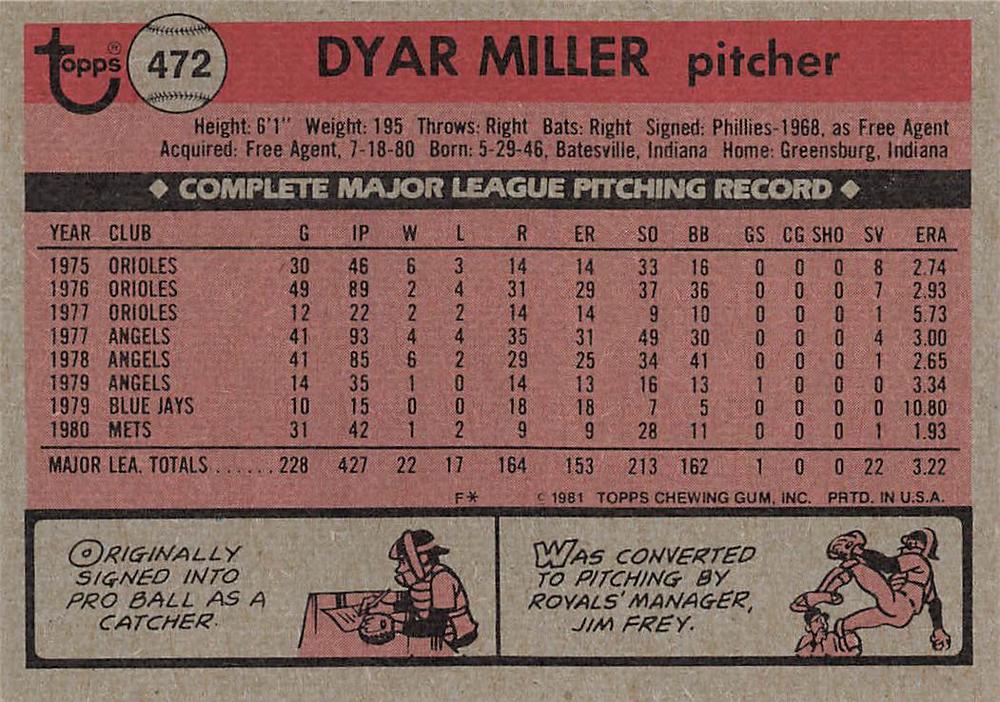 topps® 472 DYAR MILLER pitcher
Height: 6'1" Weight: 195 Throws: Right Bats: Right Signed: Phillies-1968, as Free Agent
Acquired: Free Agent, 7-18-80 Born: 5-29-46, Batesville, Indiana Home: Greensburg, Indiana
◆ COMPLETE MAJOR LEAGUE PITCHING RECORD ◆
YEAR CLUB G IP W L R ER SO BB GS CG SHO SV ERA
1975 ORIOLES 30 46 6 3 14 14 33 16 0 0 0 8 2.74
1976 ORIOLES 49 89 2 4 31 29 37 36 0 0 0 7 2.93
1977 ORIOLES 12 22 2 2 14 14 9 10 0 0 0 1 5.73
1977 ANGELS 41 93 4 4 35 31 49 30 0 0 0 4 3.00
1978 ANGELS 41 85 6 2 29 25 34 41 0 0 0 1 2.65
1979 ANGELS 14 35 1 0 14 13 16 13 1 0 0 0 3.34
1979 BLUE JAYS 10 15 0 0 18 18 7 5 0 0 0 0 10.80
1980 METS 31 42 1 2 9 9 28 11 0 0 0 1 1.93
MAJOR LEA. TOTALS ......228 427 22 17 164 153 213 162 1 0 0 22 3.22
F* © 1981 TOPPS CHEWING GUM, INC. PRTD. IN U.S.A.
ORIGINALLY
SIGNED INTO
PRO BALL AS A
CATCHER.
WAS CONVERTED
TO PITCHING BY
ROYALS' MANAGER,
JIM FREY.